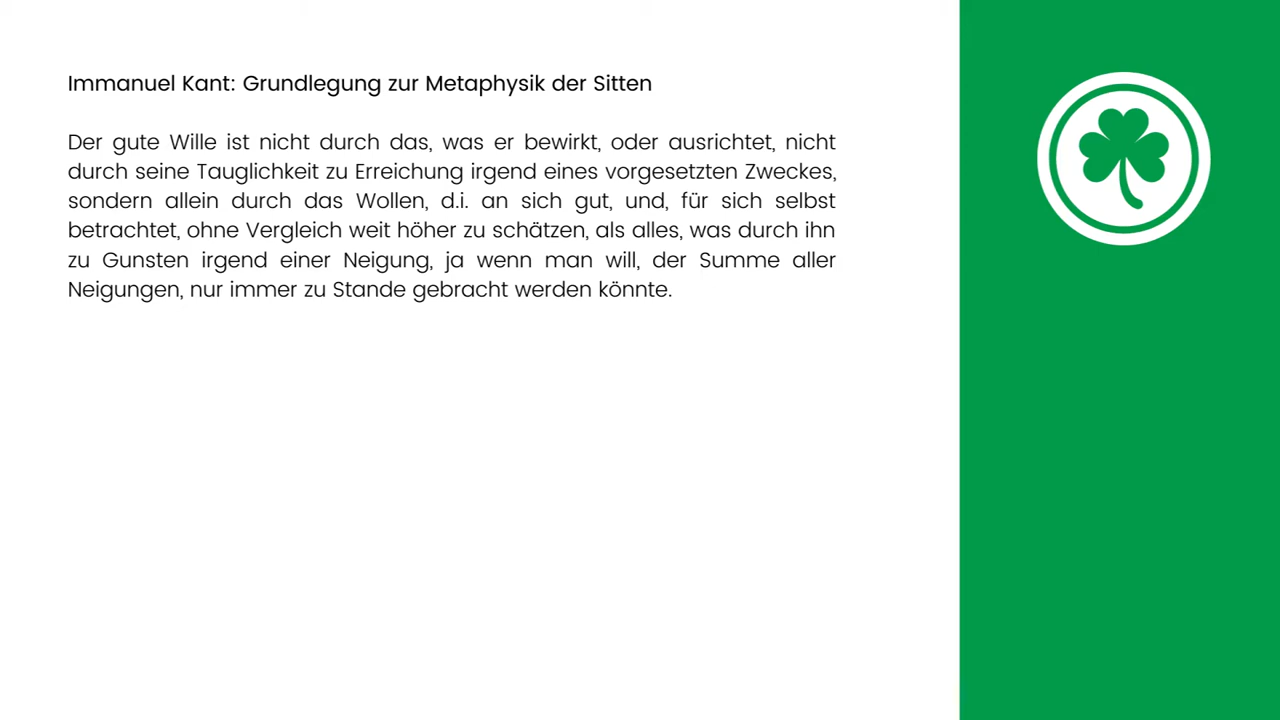 Immanuel Kant: Grundlegung zur Metaphysik der Sitten
Der gute Wille ist nicht durch das, was er bewirkt, oder ausrichtet, nicht
durch seine Tauglichkeit zu Erreichung irgend eines vorgesetzten Zweckes,
sondern allein durch das Wollen, d.i. an sich gut, und, für sich selbst
betrachtet, ohne Vergleich weit höher zu schätzen, als alles, was durch ihn
zu Gunsten irgend einer Neigung, ja wenn man will, der Summe aller
Neigungen, nur immer zu Stande gebracht werden könnte.